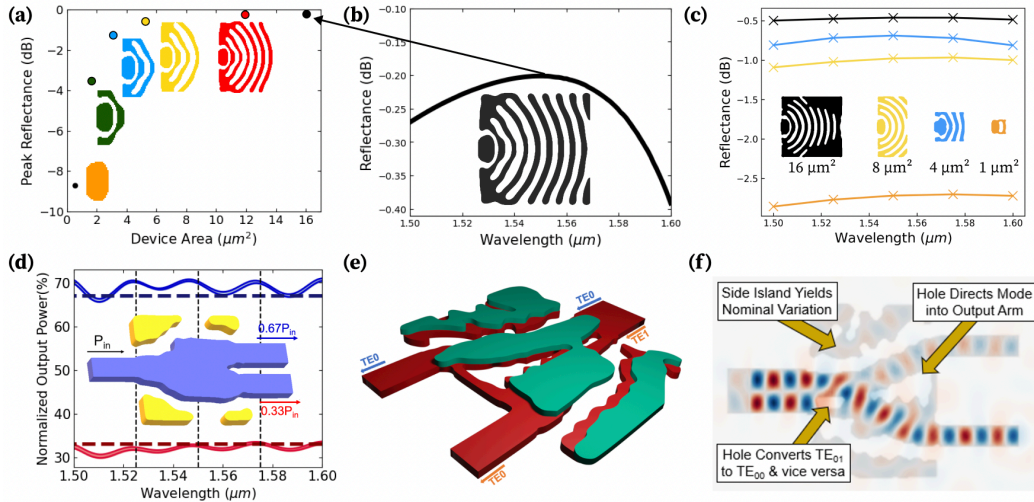 (a)
Peak Reflectance (dB)
0
−2
−4
−6
−8
−10
0 2 4 6 8 10 12 14 16
Device Area (μm²)
(b)
Reflectance (dB)
−0.05
−0.10
−0.15
−0.20
−0.25
−0.30
−0.35
−0.40
1.50 1.52 1.54 1.56 1.58 1.60
Wavelength (μm)
(c)
Reflectance (dB)
−0.5
−1.0
−1.5
−2.0
−2.5
16 μm² 8 μm² 4 μm² 1 μm²
1.50 1.52 1.54 1.56 1.58 1.60
Wavelength (μm)
(d)
Normalized Output Power(%)
70
60
50
40
30
Pin
0.67Pin
0.33Pin
1.50 1.52 1.54 1.56 1.58 1.60
Wavelength (μm)
(e)
TE0
TE1
TE0
TE0
(f)
Side Island Yields
Nominal Variation
Hole Directs Mode
into Output Arm
Hole Converts TE01
to TE00 & vice versa